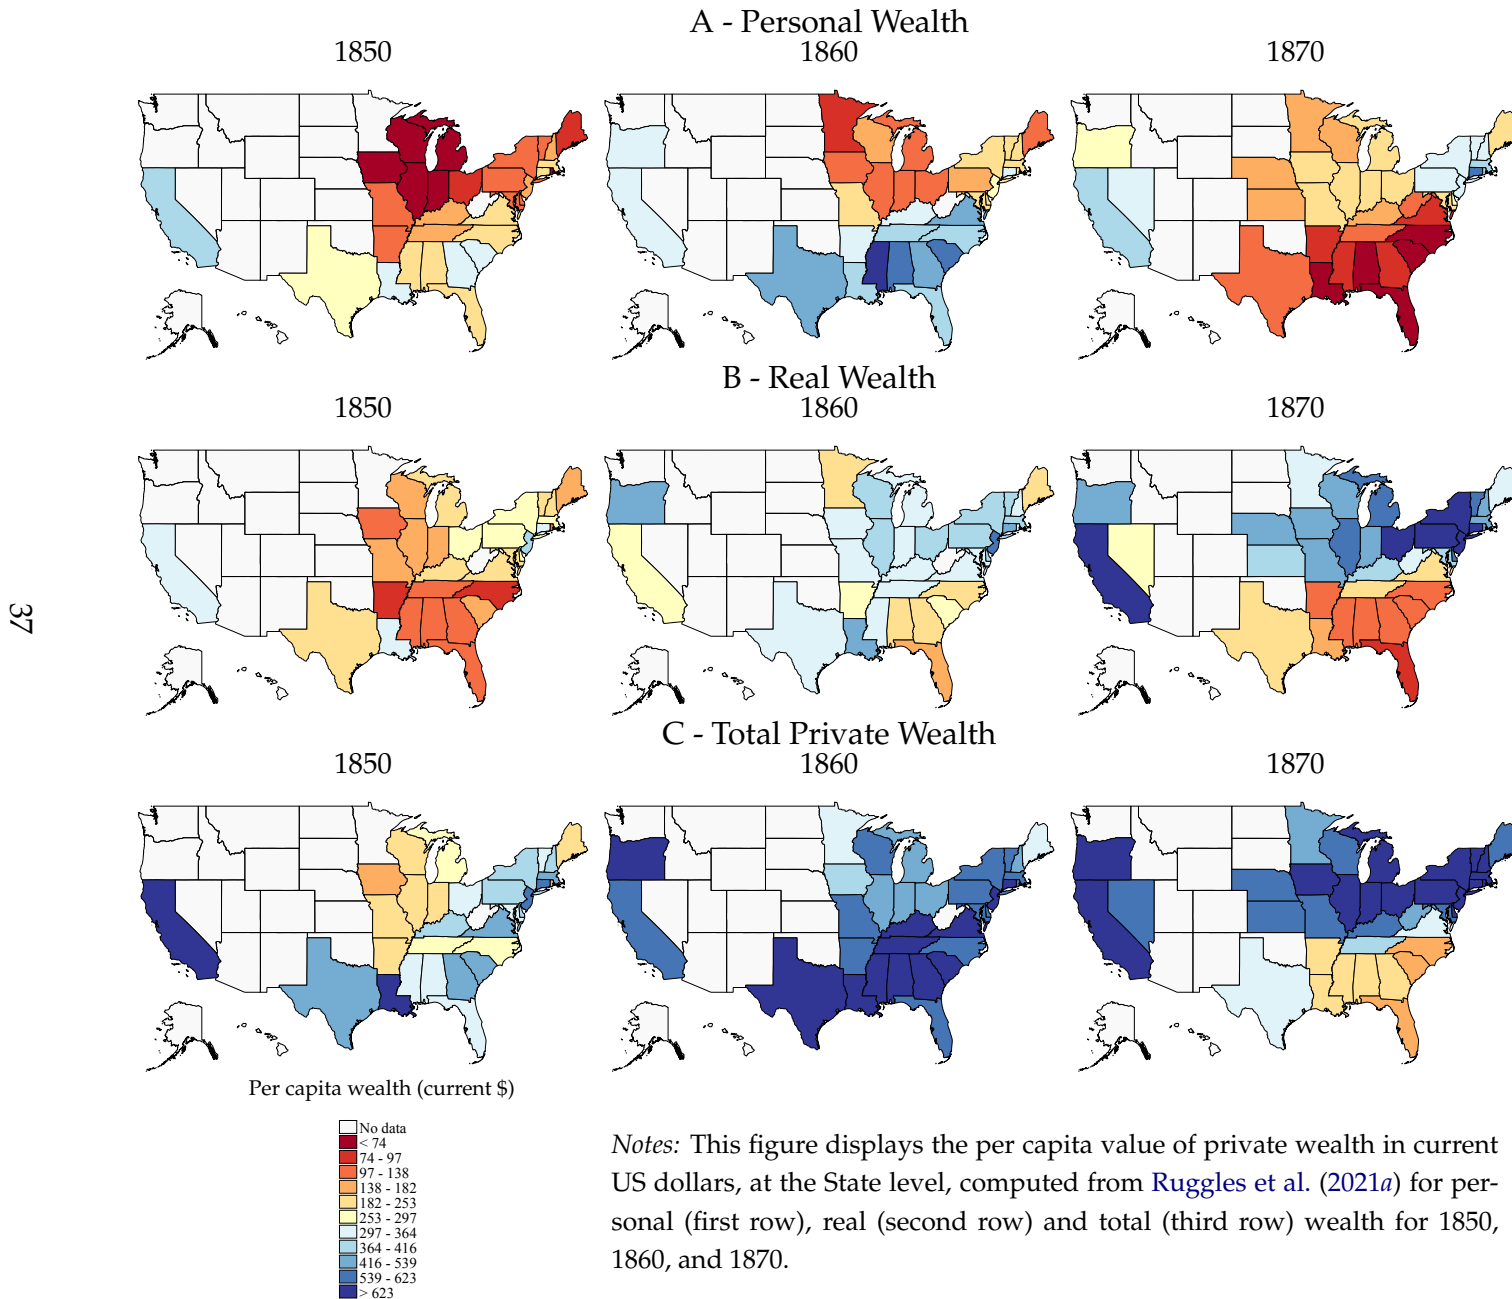 A - Personal Wealth
1850
1860
1870
B - Real Wealth
1850
1860
1870
C - Total Private Wealth
1850
1860
1870
37
Per capita wealth (current $)
No data
< 74
74 - 97
97 - 138
138 - 182
182 - 253
253 - 297
297 - 364
364 - 416
416 - 539
539 - 623
> 623
Notes: This figure displays the per capita value of private wealth in current
US dollars, at the State level, computed from Ruggles et al. (2021a) for per-
sonal (first row), real (second row) and total (third row) wealth for 1850,
1860, and 1870.